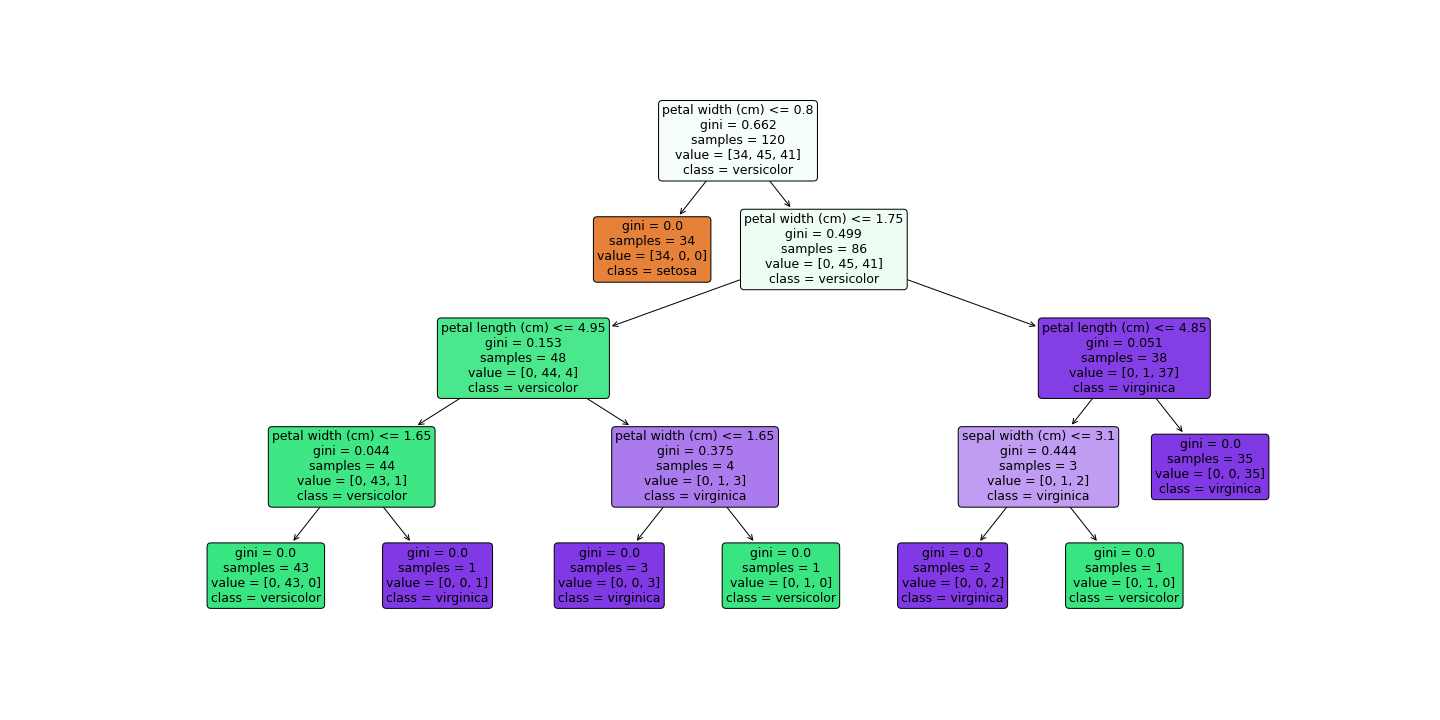 petal width (cm) <= 0.8
gini = 0.662
samples = 120
value = [34, 45, 41]
class = versicolor
gini = 0.0
samples = 34
value = [34, 0, 0]
class = setosa
petal width (cm) <= 1.75
gini = 0.499
samples = 86
value = [0, 45, 41]
class = versicolor
petal length (cm) <= 4.95
gini = 0.153
samples = 48
value = [0, 44, 4]
class = versicolor
petal length (cm) <= 4.85
gini = 0.051
samples = 38
value = [0, 1, 37]
class = virginica
petal width (cm) <= 1.65
gini = 0.044
samples = 44
value = [0, 43, 1]
class = versicolor
petal width (cm) <= 1.65
gini = 0.375
samples = 4
value = [0, 1, 3]
class = virginica
sepal width (cm) <= 3.1
gini = 0.444
samples = 3
value = [0, 1, 2]
class = virginica
gini = 0.0
samples = 35
value = [0, 0, 35]
class = virginica
gini = 0.0
samples = 43
value = [0, 43, 0]
class = versicolor
gini = 0.0
samples = 1
value = [0, 0, 1]
class = virginica
gini = 0.0
samples = 3
value = [0, 0, 3]
class = virginica
gini = 0.0
samples = 1
value = [0, 1, 0]
class = versicolor
gini = 0.0
samples = 2
value = [0, 0, 2]
class = virginica
gini = 0.0
samples = 1
value = [0, 1, 0]
class = versicolor